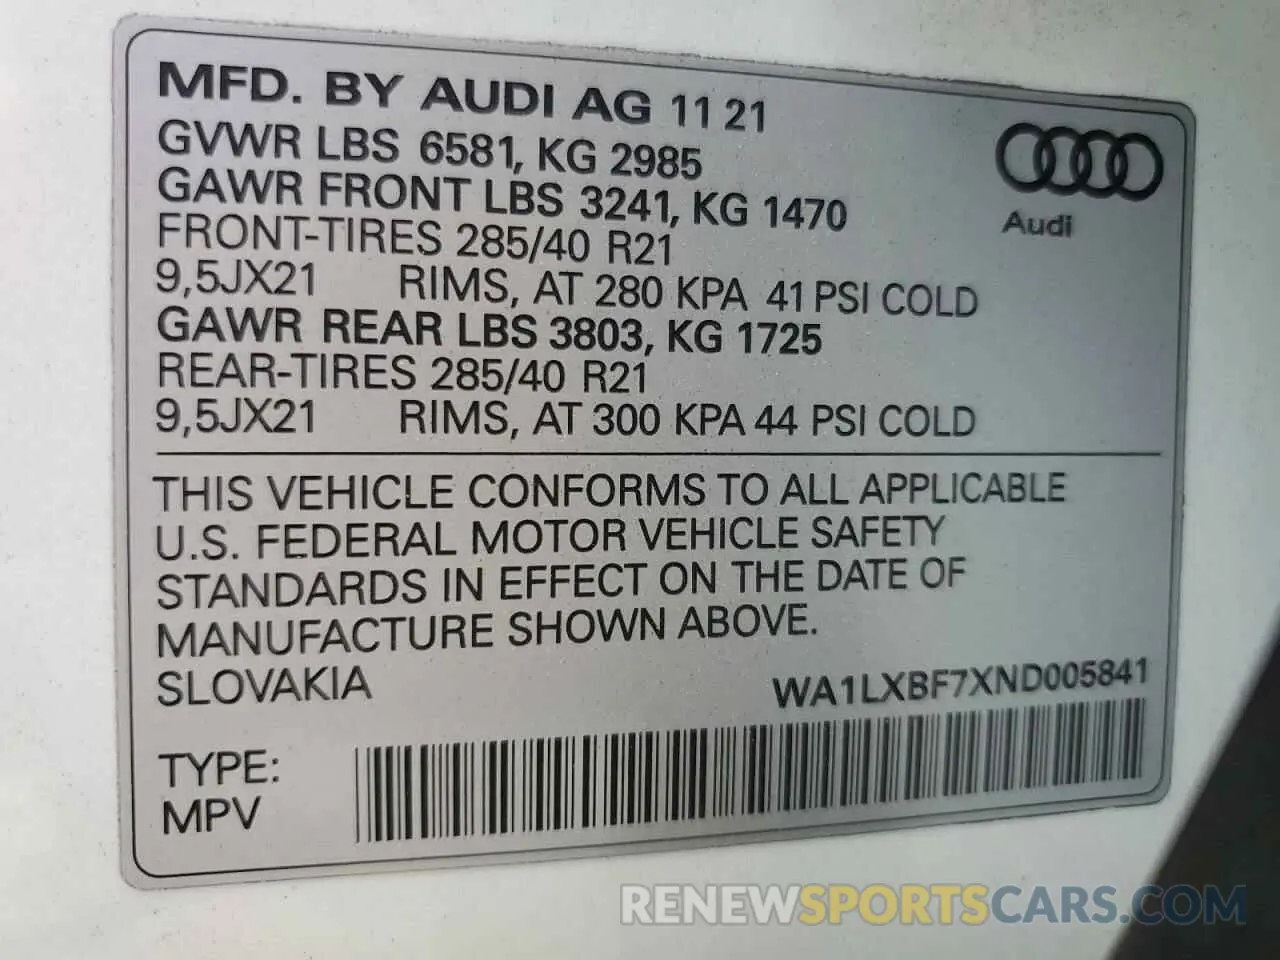 MFD. BY AUDI AG 11 21
GVWR LBS 6581, KG 2985
GAWR FRONT LBS 3241, KG 1470
FRONT-TIRES 285/40 R21
9,5JX21 RIMS, AT 280 KPA 41 PSI COLD
GAWR REAR LBS 3803, KG 1725
REAR-TIRES 285/40 R21
9,5JX21 RIMS, AT 300 KPA 44 PSI COLD
Audi
THIS VEHICLE CONFORMS TO ALL APPLICABLE
U.S. FEDERAL MOTOR VEHICLE SAFETY
STANDARDS IN EFFECT ON THE DATE OF
MANUFACTURE SHOWN ABOVE.
SLOVAKIA
WA1LXBF7XND005841
TYPE:
MPV
RENEWSPORTSCARS.COM